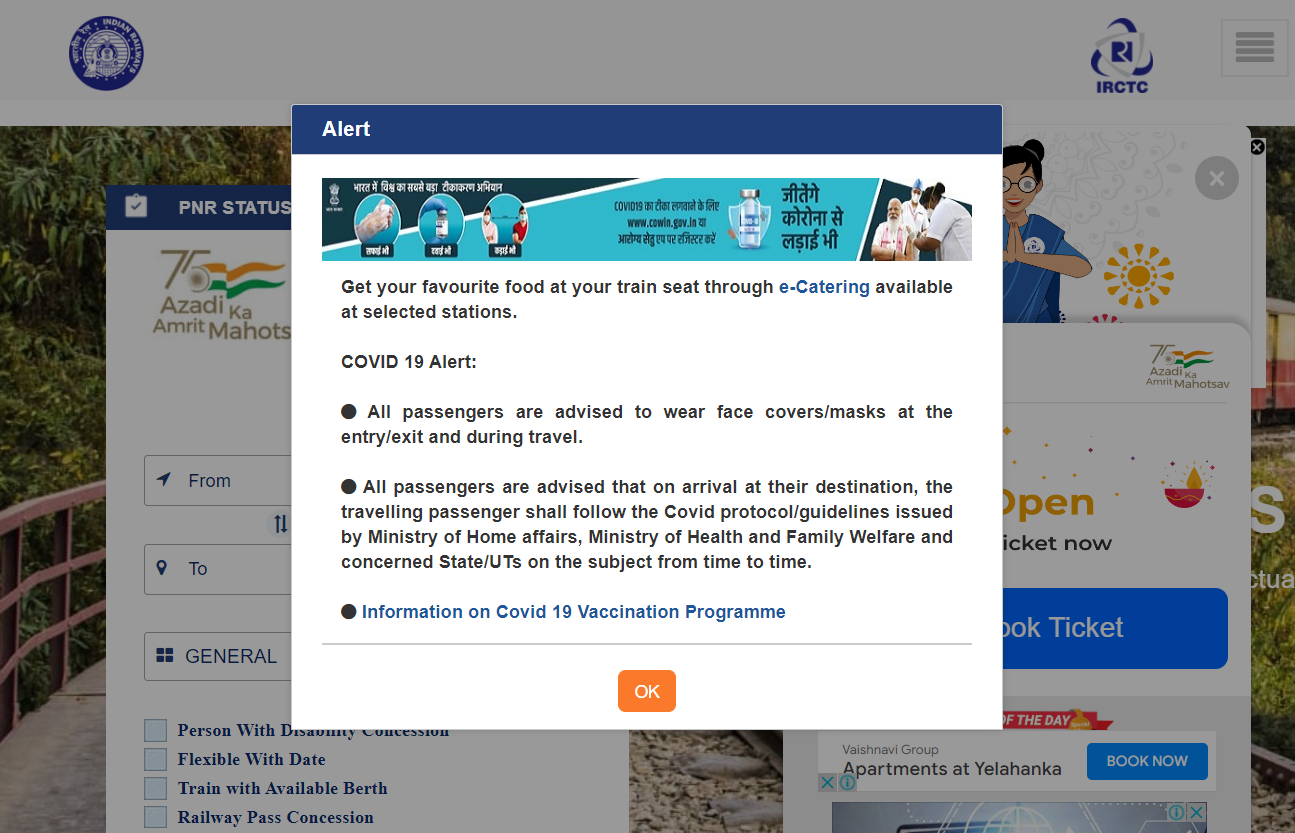 भारतीय रेल INDIAN RAILWAYS
IRCTC
Alert
PNR STATUS
भारत में विश्व का सबसे बड़ा टीकाकरण अभियान
सफाई भी
दवाई भी
कड़ाई भी
COVID19 का टीका लगवाने के लिए
www.cowin.gov.in या
आरोग्य सेतु एप पर रजिस्टर करें
जीतेंगे
कोरोना से
लड़ाई भी
Get your favourite food at your train seat through e-Catering available
at selected stations.
COVID 19 Alert:
● All passengers are advised to wear face covers/masks at the
entry/exit and during travel.
● All passengers are advised that on arrival at their destination, the
travelling passenger shall follow the Covid protocol/guidelines issued
by Ministry of Home affairs, Ministry of Health and Family Welfare and
concerned State/UTs on the subject from time to time.
● Information on Covid 19 Vaccination Programme
OK
Azadi Ka
Amrit Mahots
From
To
GENERAL
Person With Disability Concession
Flexible With Date
Train with Available Berth
Railway Pass Concession
Azadi Ka
Amrit Mahotsav
Open
icket now
ook Ticket
S
ctua
OF THE DAY Special
Vaishnavi Group
Apartments at Yelahanka
BOOK NOW